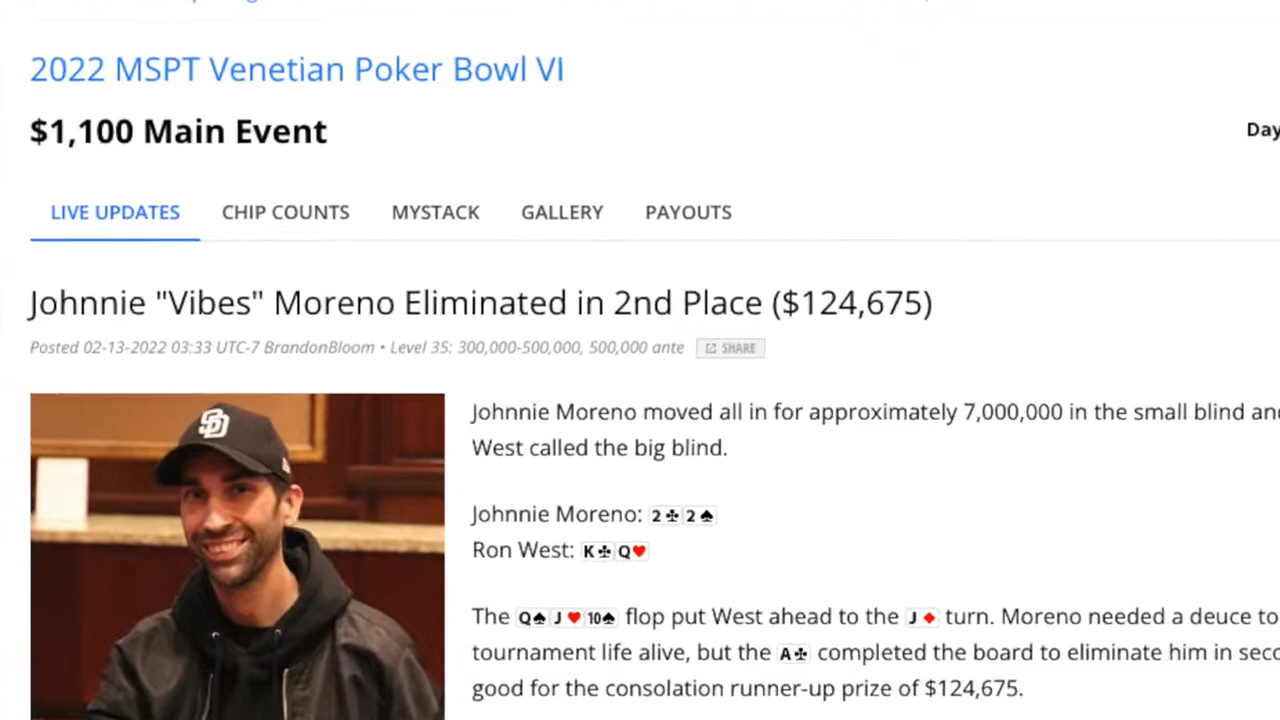 2022 MSPT Venetian Poker Bowl VI
$1,100 Main Event
Day
LIVE UPDATES CHIP COUNTS MYSTACK GALLERY PAYOUTS
Johnnie "Vibes" Moreno Eliminated in 2nd Place ($124,675)
Posted 02-13-2022 03:33 UTC-7 BrandonBloom • Level 35: 300,000-500,000, 500,000 ante SHARE
SD
Johnnie Moreno moved all in for approximately 7,000,000 in the small blind and
West called the big blind.
Johnnie Moreno: 2♣ 2♠
Ron West: K♣ Q♥
The Q♠ J♥ 10♠ flop put West ahead to the J♦ turn. Moreno needed a deuce to
tournament life alive, but the A♣ completed the board to eliminate him in seco
good for the consolation runner-up prize of $124,675.